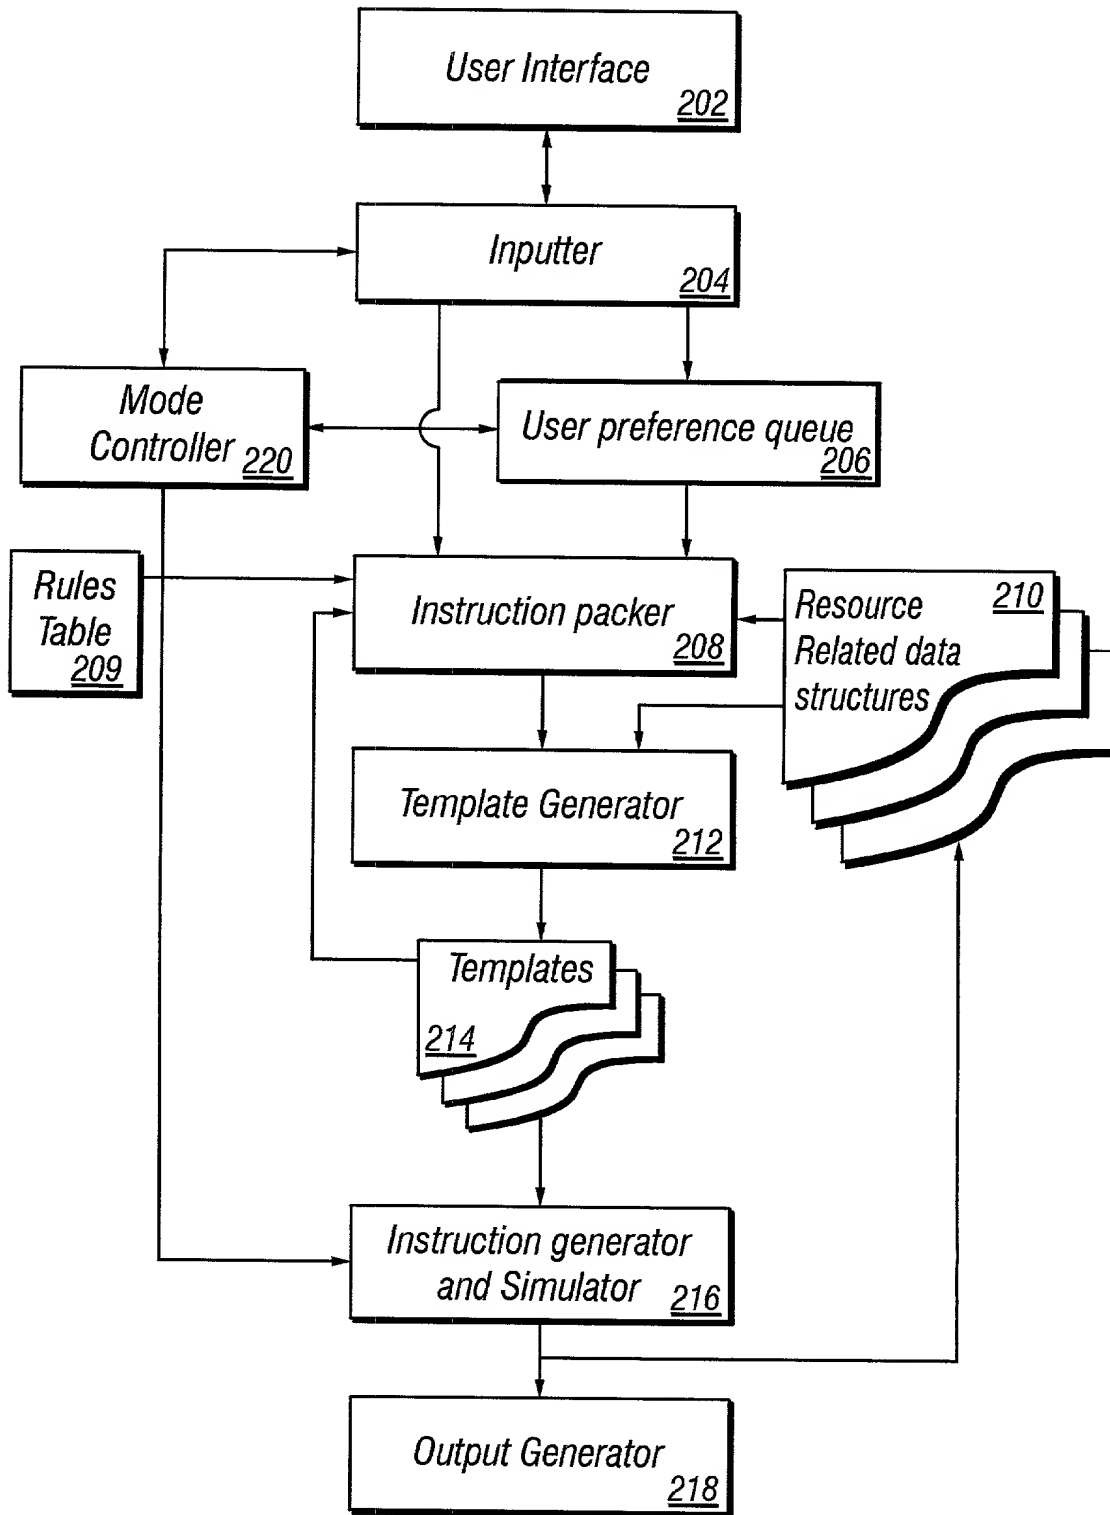 User Interface
202
Inputter
204
Mode
Controller 220
User preference queue
206
Rules
Table
209
Instruction packer
208
Resource 210
Related data
structures
Template Generator
212
Templates
214
Instruction generator
and Simulator
216
Output Generator
218